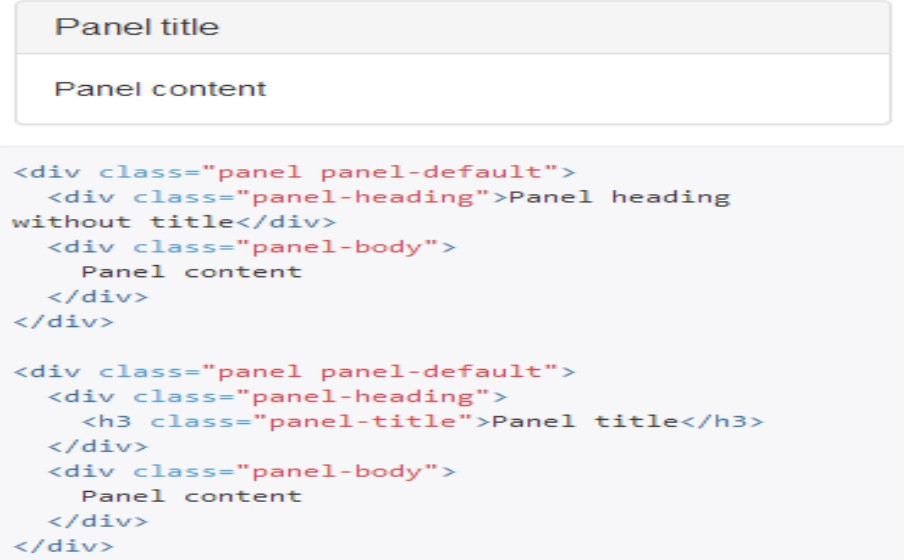 Panel title
Panel content
<div class="panel panel-default">
  <div class="panel-heading">Panel heading
without title</div>
  <div class="panel-body">
    Panel content
  </div>
</div>

<div class="panel panel-default">
  <div class="panel-heading">
    <h3 class="panel-title">Panel title</h3>
  </div>
  <div class="panel-body">
    Panel content
  </div>
</div>